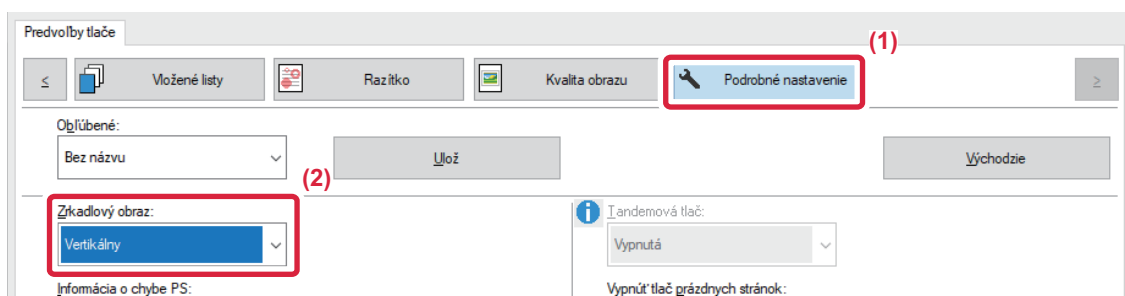 Predvoľby tlače
(1)
<
Vložené listy
Razítko
Kvalita obrazu
Podrobné nastavenie
>
Obľúbené:
Bez názvu
Ulož
Východzie
(2)
Zrkadlový obraz:
Vertikálny
Tandemová tlač:
Vypnutá
Informácia o chybe PS:
Vypnúť tlač prázdnych stránok: